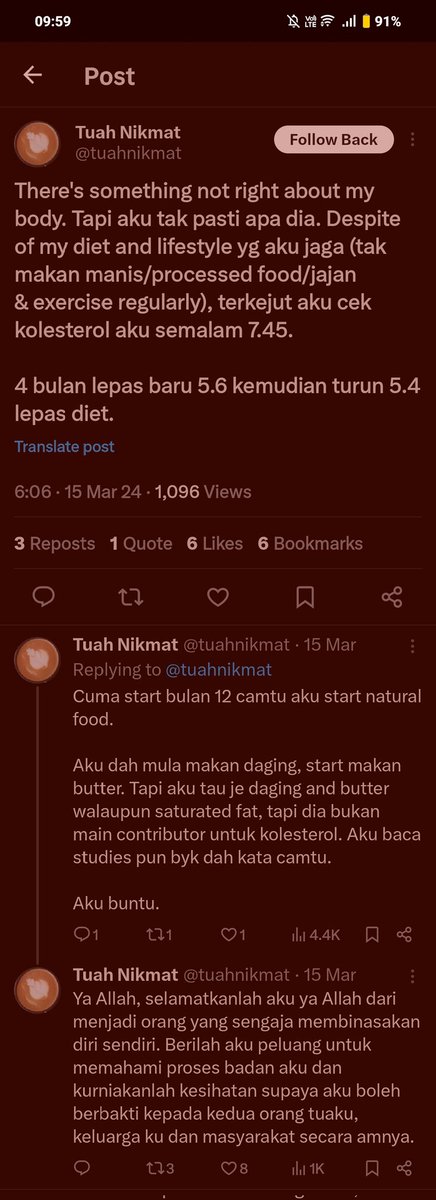 09:59
Vo) LTE 91%
Post
Tuah Nikmat
@tuahnikmat
Follow Back
There's something not right about my
body. Tapi aku tak pasti apa dia. Despite
of my diet and lifestyle yg aku jaga (tak
makan manis/processed food/jajan
& exercise regularly), terkejut aku cek
kolesterol aku semalam 7.45.
4 bulan lepas baru 5.6 kemudian turun 5.4
lepas diet.
Translate post
6:06 · 15 Mar 24 · 1,096 Views
3 Reposts 1 Quote 6 Likes 6 Bookmarks
Tuah Nikmat @tuahnikmat · 15 Mar
Replying to @tuahnikmat
Cuma start bulan 12 camtu aku start natural
food.
Aku dah mula makan daging, start makan
butter. Tapi aku tau je daging and butter
walaupun saturated fat, tapi dia bukan
main contributor untuk kolesterol. Aku baca
studies pun byk dah kata camtu.
Aku buntu.
1 1 1 4.4K
Tuah Nikmat @tuahnikmat · 15 Mar
Ya Allah, selamatkanlah aku ya Allah dari
menjadi orang yang sengaja membinasakan
diri sendiri. Berilah aku peluang untuk
memahami proses badan aku dan
kurniakanlah kesihatan supaya aku boleh
berbakti kepada kedua orang tuaku,
keluarga ku dan masyarakat secara amnya.
3 8 1K